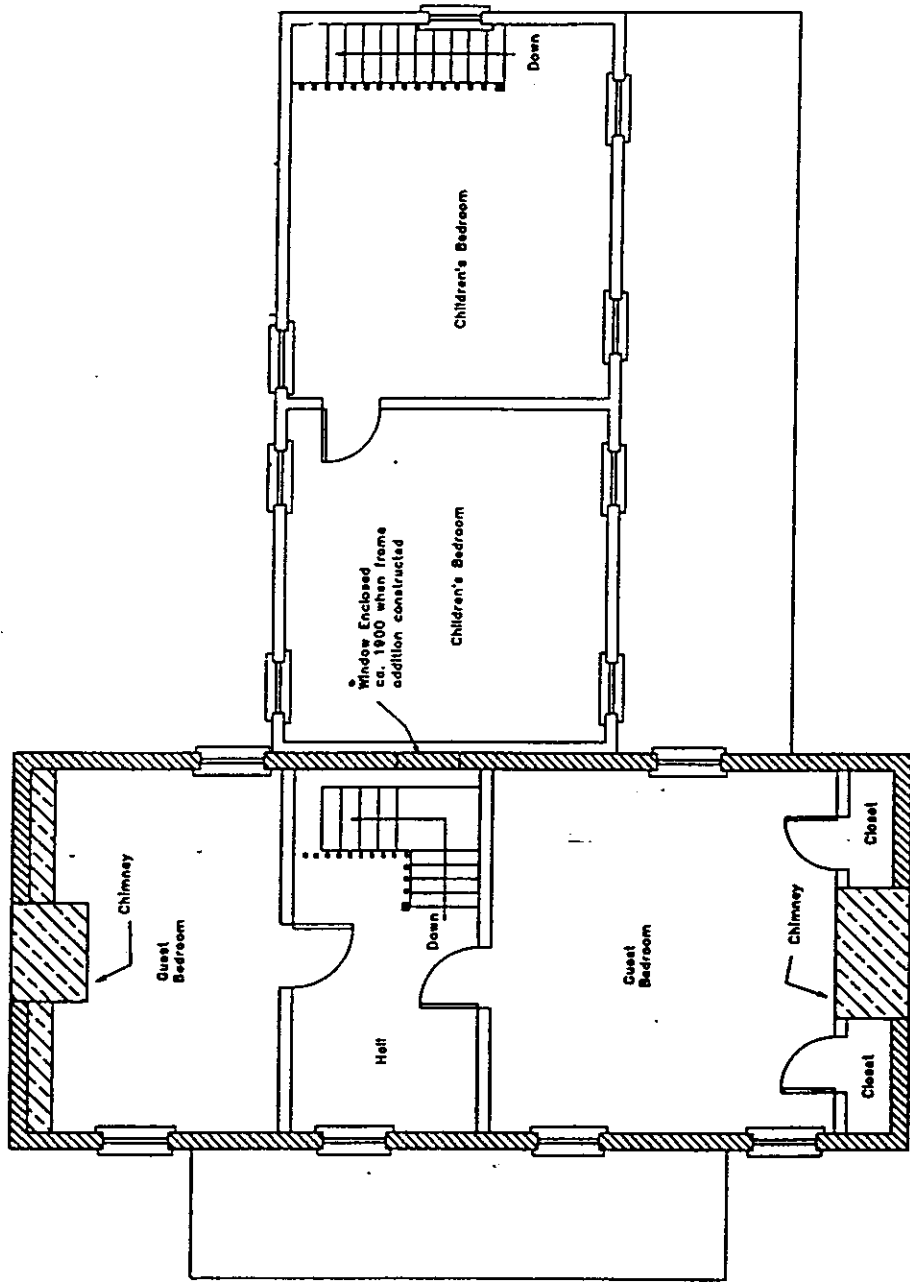 Chimney
Guest
Bedroom
*
Window Enclosed
ca. 1900 when frame
addition constructed
Hall
Down
Children's Bedroom
Children's Bedroom
Down
Guest
Bedroom
Chimney
Closet
Closet